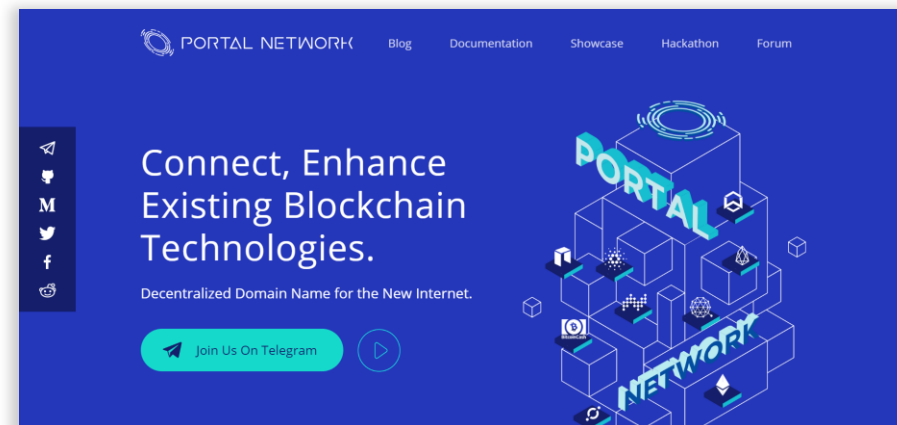 PORTAL NETWORK
Blog
Documentation
Showcase
Hackathon
Forum
Connect, Enhance
Existing Blockchain
Technologies.
Decentralized Domain Name for the New Internet.
Join Us On Telegram
PORTAL
NETWORK